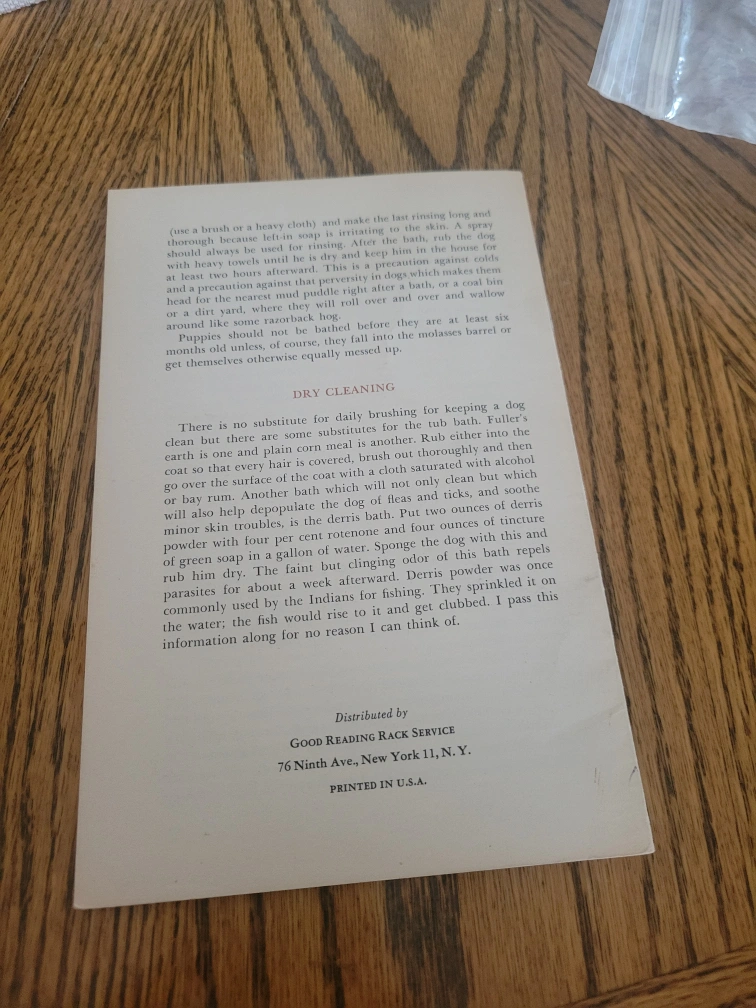 (use a brush or a heavy cloth) and make the last rinsing long and
thorough because left-in soap is irritating to the skin. A spray
should always be used for rinsing. After the bath, rub the dog
with heavy towels until he is dry and keep him in the house for
at least two hours afterward. This is a precaution against colds
and a precaution against that perversity in dogs which makes them
head for the nearest mud puddle right after a bath, or a coal bin
or a dirt yard, where they will roll over and over and wallow
around like some razorback hog.
Puppies should not be bathed before they are at least six
months old unless, of course, they fall into the molasses barrel or
get themselves otherwise equally messed up.
DRY CLEANING
There is no substitute for daily brushing for keeping a dog
clean but there are some substitutes for the tub bath. Fuller's
earth is one and plain corn meal is another. Rub either into the
coat so that every hair is covered, brush out thoroughly and then
go over the surface of the coat with a cloth saturated with alcohol
or bay rum. Another bath which will not only clean but which
will also help depopulate the dog of fleas and ticks, and soothe
minor skin troubles, is the derris bath. Put two ounces of derris
powder with four per cent rotenone and four ounces of tincture
of green soap in a gallon of water. Sponge the dog with this and
rub him dry. The faint but clinging odor of this bath repels
parasites for about a week afterward. Derris powder was once
commonly used by the Indians for fishing. They sprinkled it on
the water; the fish would rise to it and get clubbed. I pass this
information along for no reason I can think of.
Distributed by
GOOD READING RACK SERVICE
76 Ninth Ave., New York 11, N. Y.
PRINTED IN U.S.A.